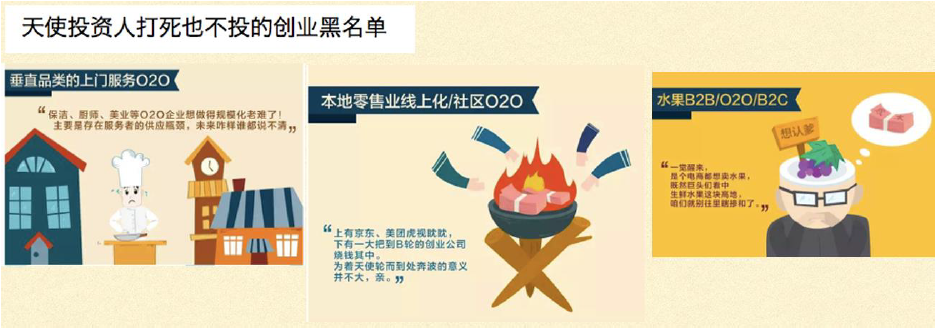 天使投资人打死也不投的创业黑名单
垂直品类的上门服务O2O
“保洁、厨师、美业等O2O企业想做得规模化老难了！
主要是存在服务者的供应瓶颈，未来咋样谁都说不清”
本地零售业线上化/社区O2O
“上有京东、美团虎视眈眈，
下有一大把到B轮的创业公司
烧钱其中。
为着天使轮而到处奔波的意义
并不大，亲。”
水果B2B/O2O/B2C
想认爹
“一觉醒来，
是个电商都想卖水果，
既然巨头们看中
生鲜水果这块高地，
咱们就别往里瞎掺和了。”